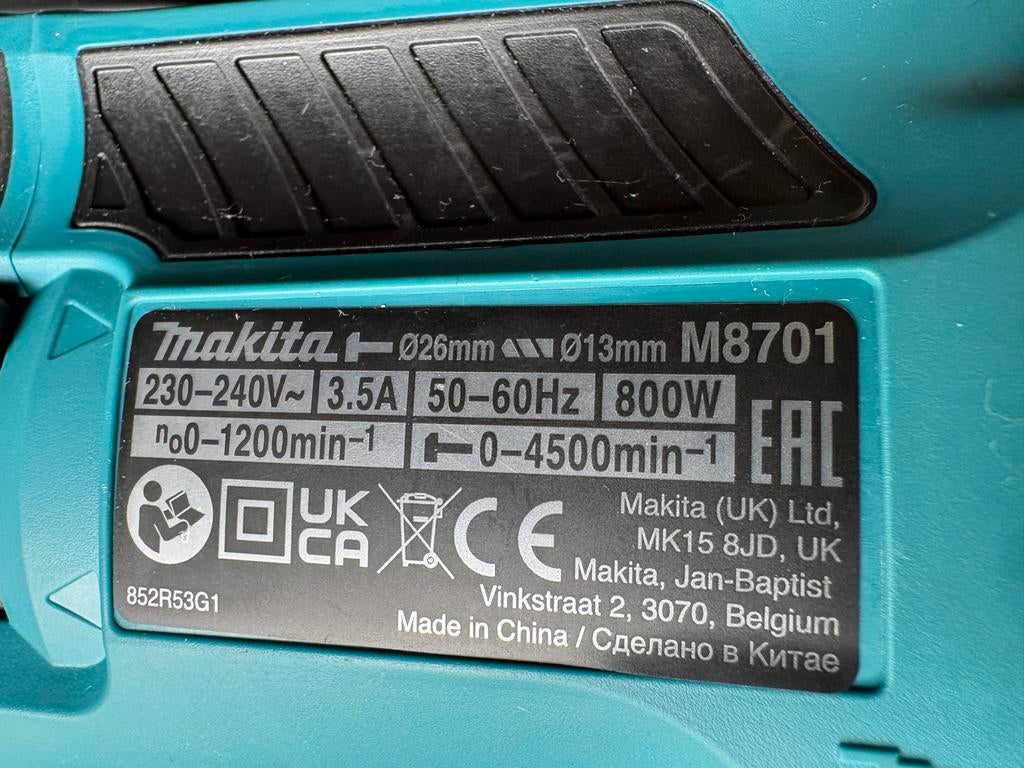 makita Ø26mm Ø13mm M8701
230–240V~ 3.5A 50–60Hz 800W
n₀0–1200min⁻¹ 0–4500min⁻¹ EAC
UK
CA CE
Makita (UK) Ltd,
MK15 8JD, UK
Makita, Jan-Baptist
852R53G1 Vinkstraat 2, 3070, Belgium
Made in China / Сделано в Китае